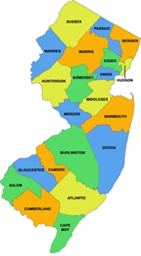 SUSSEX
PASSAIC
BERGEN
WARREN
MORRIS
ESSEX
HUDSON
UNION
HUNTERDON
SOMERSET
MIDDLESEX
MERCER
MONMOUTH
OCEAN
BURLINGTON
CAMDEN
GLOUCESTER
SALEM
ATLANTIC
CUMBERLAND
CAPE
MAY